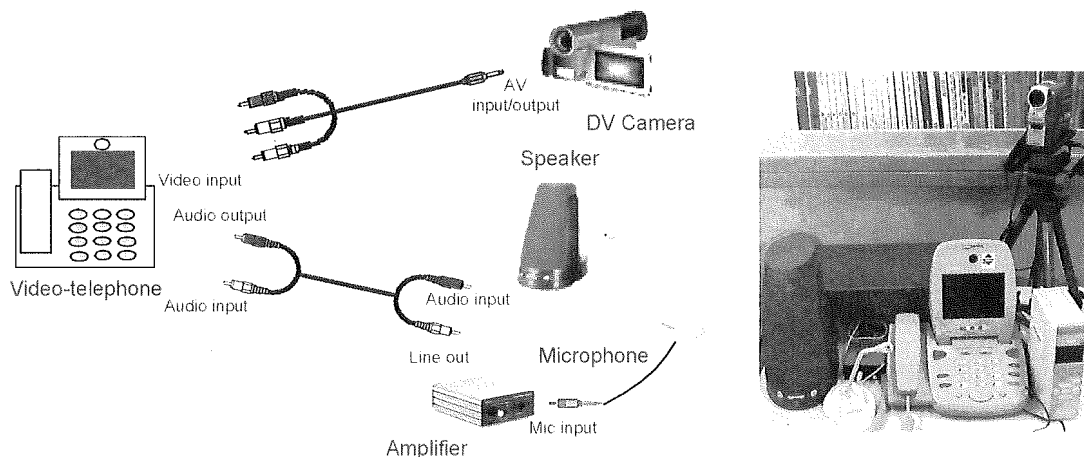 AV
input/output
DV Camera
Speaker
Video input
Audio output
Video-telephone
Audio input
Audio input
Line out
Microphone
Mic input
Amplifier